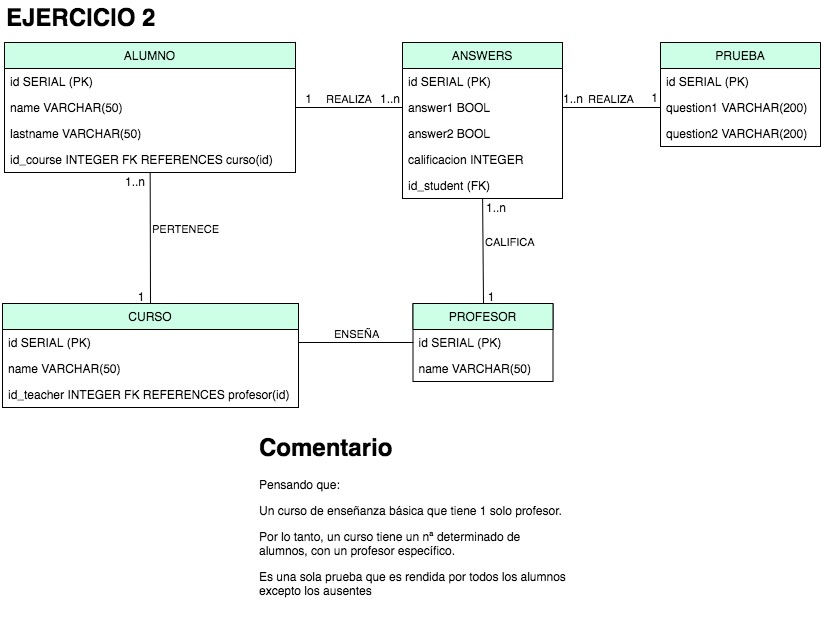 EJERCICIO 2
ALUMNO
id SERIAL (PK)
name VARCHAR(50)
lastname VARCHAR(50)
id_course INTEGER FK REFERENCES curso(id)
1 REALIZA 1..n
ANSWERS
id SERIAL (PK)
answer1 BOOL
answer2 BOOL
calificacion INTEGER
id_student (FK)
1..n REALIZA 1
PRUEBA
id SERIAL (PK)
question1 VARCHAR(200)
question2 VARCHAR(200)
1..n
PERTENECE
1
1..n
CALIFICA
1
CURSO
id SERIAL (PK)
name VARCHAR(50)
id_teacher INTEGER FK REFERENCES profesor(id)
ENSEÑA
PROFESOR
id SERIAL (PK)
name VARCHAR(50)
Comentario
Pensando que:
Un curso de enseñanza básica que tiene 1 solo profesor.
Por lo tanto, un curso tiene un nª determinado de
alumnos, con un profesor específico.
Es una sola prueba que es rendida por todos los alumnos
excepto los ausentes